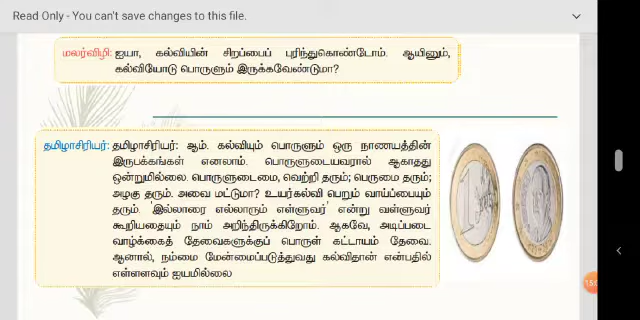 Read Only - You can't save changes to this file.
மலர்விழி: ஐயா, கல்வியின் சிறப்பைப் புரிந்துகொண்டோம். ஆயினும்,
கல்வியோடு பொருளும் இருக்கவேண்டுமா?
தமிழாசிரியர்: தமிழாசிரியர்: ஆம். கல்வியும் பொருளும் ஒரு நாணயத்தின்
இருபக்கங்கள் எனலாம். பொருளுடையவரால் ஆகாதது
ஒன்றுமில்லை. பொருளுடைமை, வெற்றி தரும்; பெருமை தரும்;
அழகு தரும். அவை மட்டுமா? உயர்கல்வி பெறும் வாய்ப்பையும்
தரும். 'இல்லாரை எல்லாரும் எள்ளுவர்' என்று வள்ளுவர்
கூறியதையும் நாம் அறிந்திருக்கிறோம். ஆகவே, அடிப்படை
வாழ்க்கைத் தேவைகளுக்குப் பொருள் கட்டாயம் தேவை.
ஆனால், நம்மை மேன்மைப்படுத்துவது கல்விதான் என்பதில்
எள்ளளவும் ஐயமில்லை